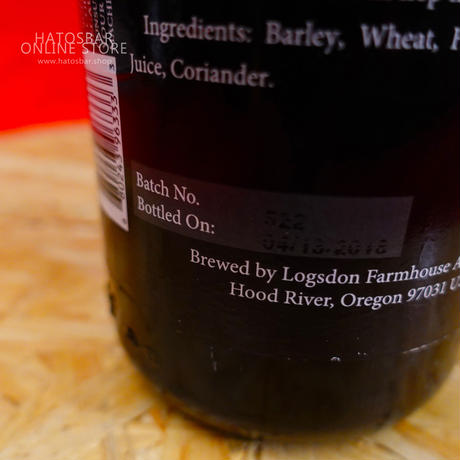 HATOSBAR
ONLINE STORE
www.hatosbar.shop
Ingredients: Barley, Wheat,
Juice, Coriander.
Batch No. 522
Bottled On: 04/13/2018
Brewed by Logsdon Farmhouse A
Hood River, Oregon 97031 U